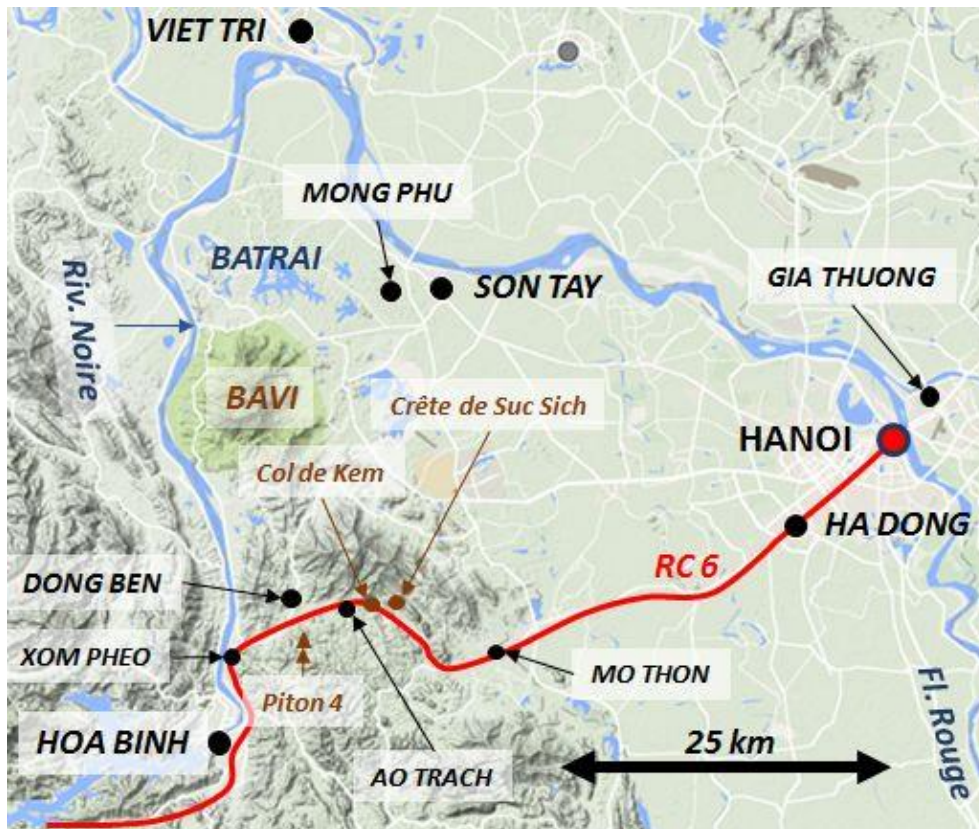 VIET TRI
MONG PHU
BATRAI
SON TAY
GIA THUONG
Riv. Noire
BAVI
Crête de Suc Sich
HANOI
Col de Kem
HA DONG
RC 6
DONG BEN
XOM PHEO
MO THON
Piton 4
Fl. Rouge
HOA BINH
25 km
AO TRACH